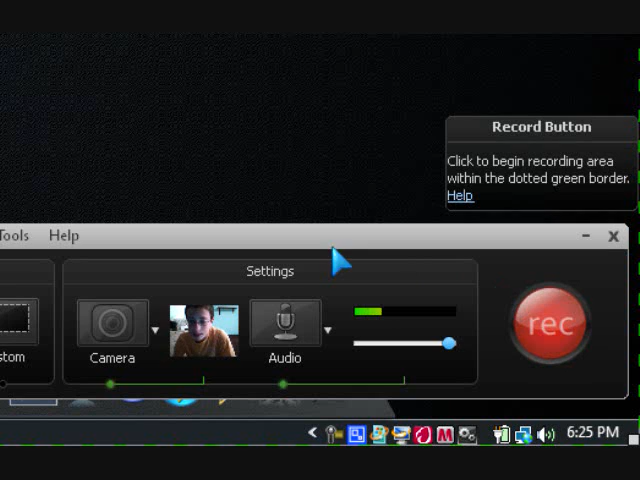 Record Button
Click to begin recording area
within the dotted green border.
Help
Tools Help
Settings
rec
stom
Camera
Audio
6:25 PM